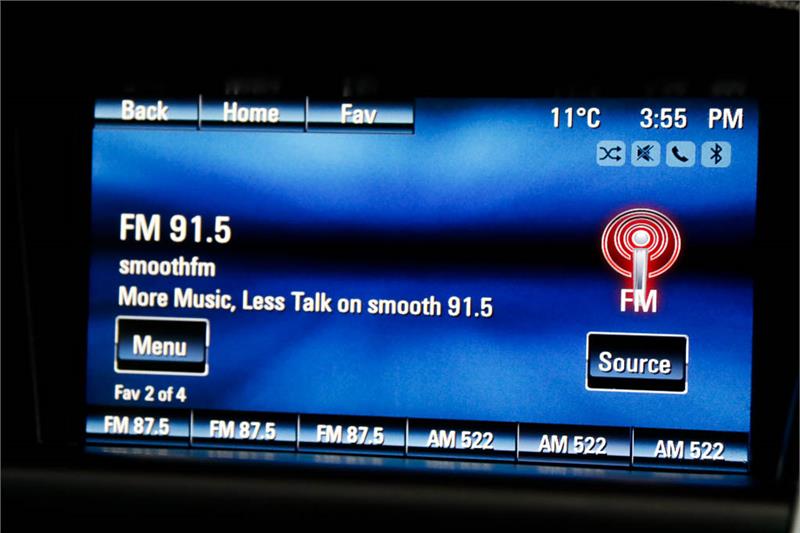 Back Home Fav 11°C 3:55 PM
FM 91.5
smoothfm
More Music, Less Talk on smooth 91.5
FM
Menu
Source
Fav 2 of 4
FM 87.5 FM 87.5 FM 87.5 AM 522 AM 522 AM 522